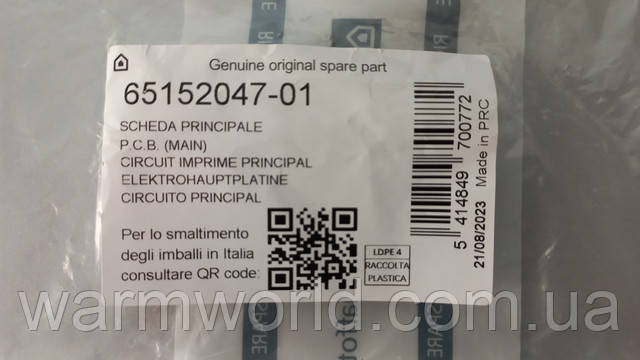 Genuine original spare part
65152047-01
SCHEDA PRINCIPALE
P.C.B. (MAIN)
CIRCUIT IMPRIME PRINCIPAL
ELEKTROHAUPTPLATINE
CIRCUITO PRINCIPAL
Per lo smaltimento
degli imballi in Italia
consultare QR code:
LDPE 4
RACCOLTA
PLASTICA
5 414849 700772
21/08/2023 Made in PRC
warmworld.com.ua
SPARE